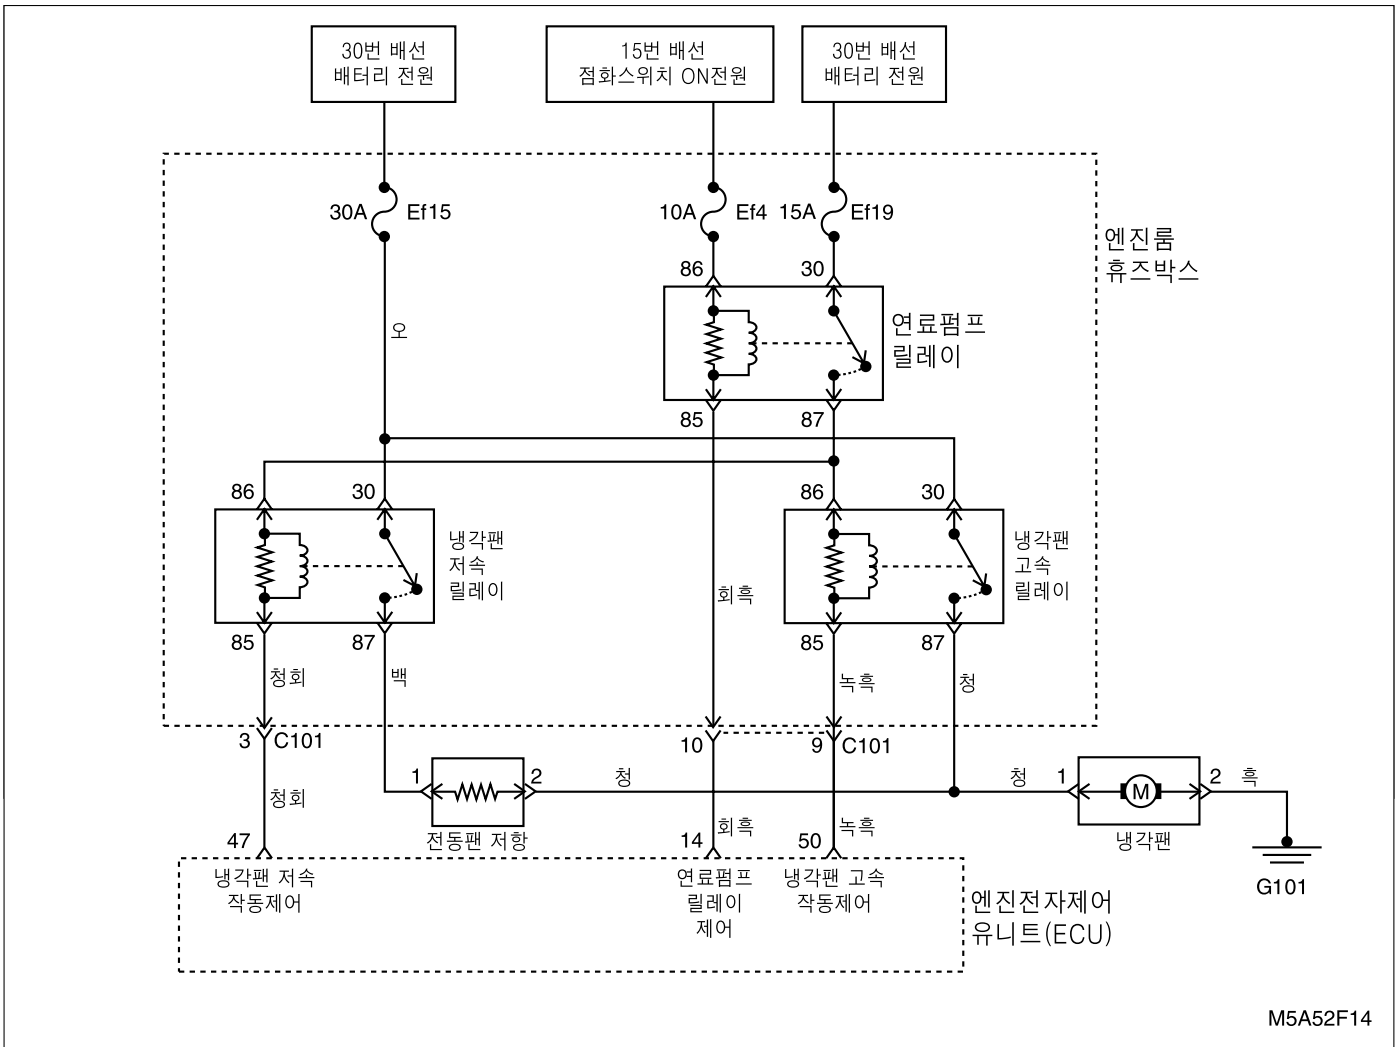 30번 배선
배터리 전원
15번 배선
점화스위치 ON전원
30번 배선
배터리 전원
30A Ef15
10A Ef4
15A Ef19
엔진룸
휴즈박스
86 30
연료펌프
릴레이
오
85 87
86 30
86 30
냉각팬
저속
릴레이
냉각팬
고속
릴레이
회흑
85 87
85 87
청회
백
녹흑
청
3 C101
10
9 C101
1 2
청
청
1 2
흑
M
청회
전동팬 저항
회흑
녹흑
냉각팬
47
14
50
G101
냉각팬 저속
작동제어
연료펌프
릴레이
제어
냉각팬 고속
작동제어
엔진전자제어
유니트(ECU)
M5A52F14